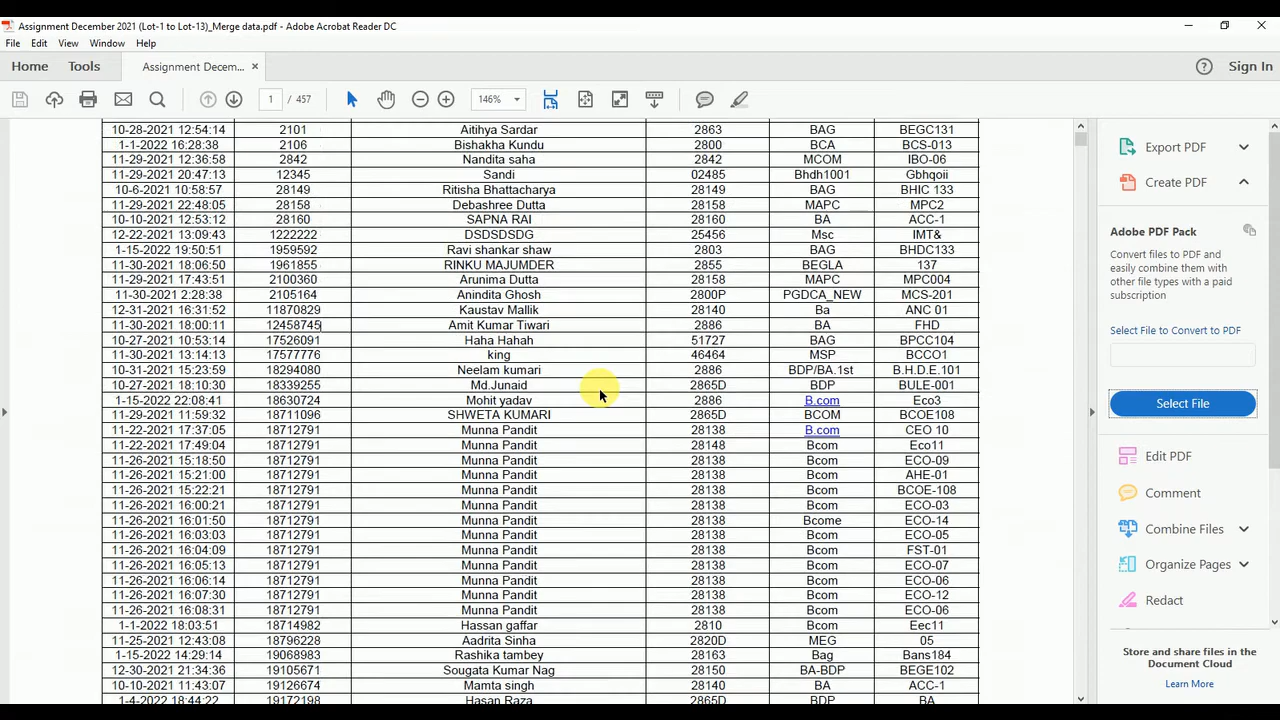 Assignment December 2021 (Lot-1 to Lot-13)_Merge data.pdf - Adobe Acrobat Reader DC
File Edit View Window Help
Home Tools Assignment Decem... × Sign In
1 / 457 146%
10-28-2021 12:54:14 2101 Aitihya Sardar 2863 BAG BEGC131
1-1-2022 16:28:38 2106 Bishakha Kundu 2800 BCA BCS-013
11-29-2021 12:36:58 2842 Nandita saha 2842 MCOM IBO-06
11-29-2021 20:47:13 12345 Sandi 02485 Bhdh1001 Gbhqoii
10-6-2021 10:58:57 28149 Ritisha Bhattacharya 28149 BAG BHIC 133
11-29-2021 22:48:05 28158 Debashree Dutta 28158 MAPC MPC2
10-10-2021 12:53:12 28160 SAPNA RAI 28160 BA ACC-1
12-22-2021 13:09:43 1222222 DSDSDSDG 25456 Msc IMT&
1-15-2022 19:50:51 1959592 Ravi shankar shaw 2803 BAG BHDC133
11-30-2021 18:06:50 1961855 RINKU MAJUMDER 2855 BEGLA 137
11-29-2021 17:43:51 2100360 Arunima Dutta 28158 MAPC MPC004
11-30-2021 2:28:38 2105164 Anindita Ghosh 2800P PGDCA_NEW MCS-201
12-31-2021 16:31:52 11870829 Kaustav Mallik 28140 Ba ANC 01
11-30-2021 18:00:11 12458745 Amit Kumar Tiwari 2886 BA FHD
10-27-2021 10:53:14 17526091 Haha Hahah 51727 BAG BPCC104
11-30-2021 13:14:13 17577776 king 46464 MSP BCCO1
10-31-2021 15:23:59 18294080 Neelam kumari 2886 BDP/BA.1st B.H.D.E.101
10-27-2021 18:10:30 18339255 Md.Junaid 2865D BDP BULE-001
1-15-2022 22:08:41 18630724 Mohit yadav 2886 B.com Eco3
11-29-2021 11:59:32 18711096 SHWETA KUMARI 2865D BCOM BCOE108
11-22-2021 17:37:05 18712791 Munna Pandit 28138 B.com CEO 10
11-22-2021 17:49:04 18712791 Munna Pandit 28148 Bcom Eco11
11-26-2021 15:18:50 18712791 Munna Pandit 28138 Bcom ECO-09
11-26-2021 15:21:00 18712791 Munna Pandit 28138 Bcom AHE-01
11-26-2021 15:22:21 18712791 Munna Pandit 28138 Bcom BCOE-108
11-26-2021 16:00:21 18712791 Munna Pandit 28138 Bcom ECO-03
11-26-2021 16:01:50 18712791 Munna Pandit 28138 Bcome ECO-14
11-26-2021 16:03:03 18712791 Munna Pandit 28138 Bcom ECO-05
11-26-2021 16:04:09 18712791 Munna Pandit 28138 Bcom FST-01
11-26-2021 16:05:13 18712791 Munna Pandit 28138 Bcom ECO-07
11-26-2021 16:06:14 18712791 Munna Pandit 28138 Bcom ECO-06
11-26-2021 16:07:30 18712791 Munna Pandit 28138 Bcom ECO-12
11-26-2021 16:08:31 18712791 Munna Pandit 28138 Bcom ECO-06
1-1-2022 18:03:51 18714982 Hassan gaffar 2810 Bcom Eec11
11-25-2021 12:43:08 18796228 Aadrita Sinha 2820D MEG 05
1-15-2022 14:29:14 19068983 Rashika tambey 28163 Bag Bans184
12-30-2021 21:34:36 19105671 Sougata Kumar Nag 28150 BA-BDP BEGE102
10-10-2021 11:43:07 19126674 Mamta singh 28140 BA ACC-1
1-4-2022 18:44:22 19172198 Hasan Raza 2865D BDP BA
Export PDF
Create PDF
Adobe PDF Pack
Convert files to PDF and
easily combine them with
other file types with a paid
subscription
Select File to Convert to PDF
Select File
Edit PDF
Comment
Combine Files
Organize Pages
Redact
Store and share files in the
Document Cloud
Learn More